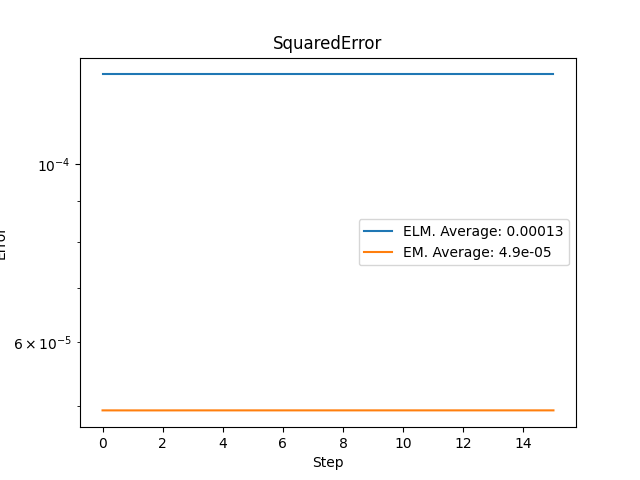 SquaredError
Error
10⁻⁴
6 × 10⁻⁵
ELM. Average: 0.00013
EM. Average: 4.9e-05
0 2 4 6 8 10 12 14
Step